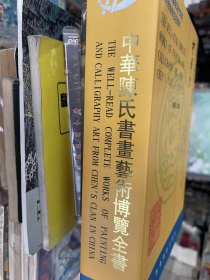 中華陳氏書畫藝術博覽全書
THE WELL-READ COMPLETE WORKS OF PAINTING
AND CALLIGRAPHY ART FROM CHEN'S CLAN IN CHINA